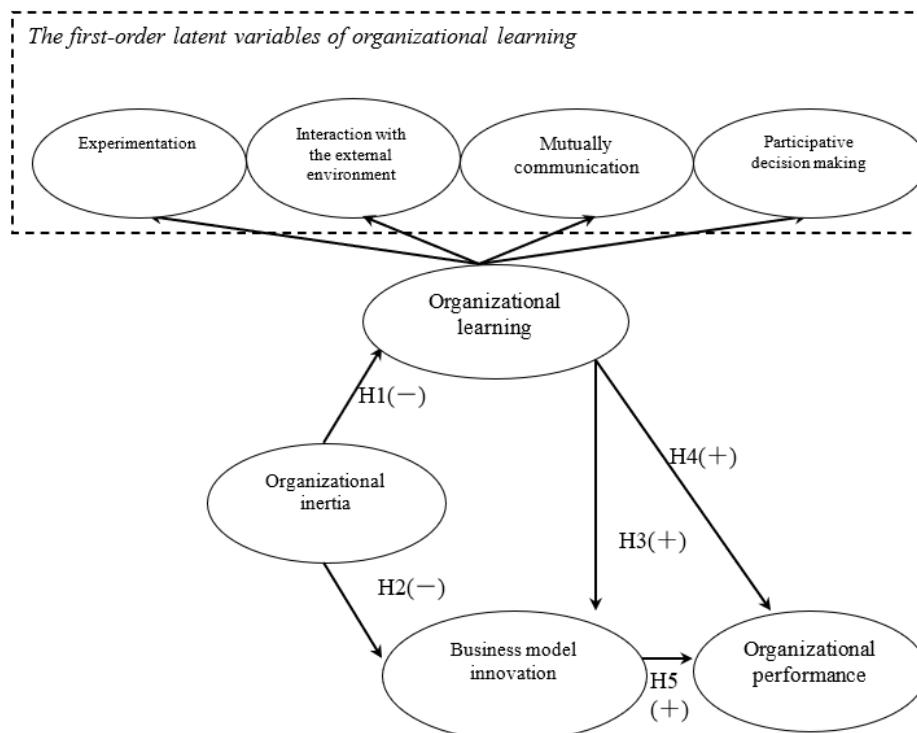 The first-order latent variables of organizational learning
Experimentation
Interaction with
the external
environment
Mutually
communication
Participative
decision making
Organizational
learning
H1(－)
H4(＋)
Organizational
inertia
H3(＋)
H2(－)
Business model
innovation
Organizational
performance
H5
(＋)